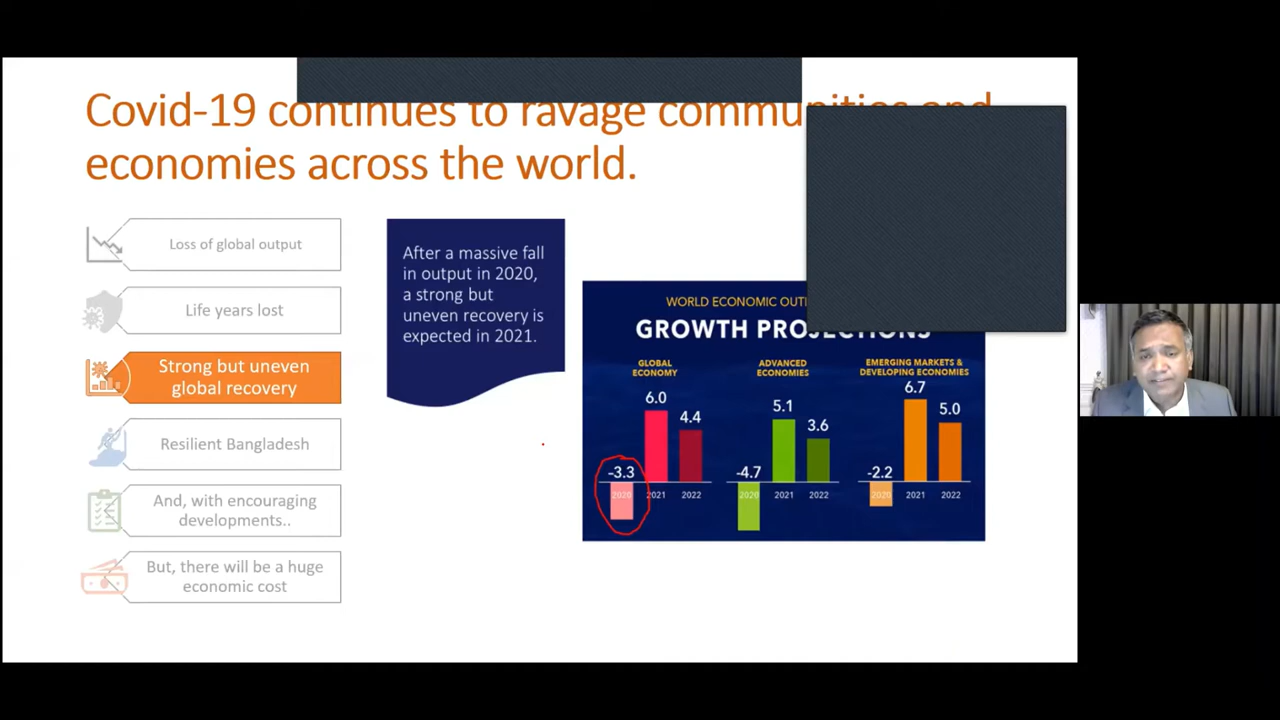 Covid-19 continues to ravage communities and
economies across the world.
Loss of global output
Life years lost
Strong but uneven
global recovery
Resilient Bangladesh
And, with encouraging
developments..
But, there will be a huge
economic cost
After a massive fall
in output in 2020,
a strong but
uneven recovery is
expected in 2021.
WORLD ECONOMIC
GROWTH PROJECTIONS
GLOBAL
ECONOMY
-3.3
6.0
4.4
2020
2021
2022
ADVANCED
ECONOMIES
-4.7
5.1
3.6
2020
2021
2022
EMERGING MARKETS &
DEVELOPING ECONOMIES
-2.2
6.7
5.0
2020
2021
2022